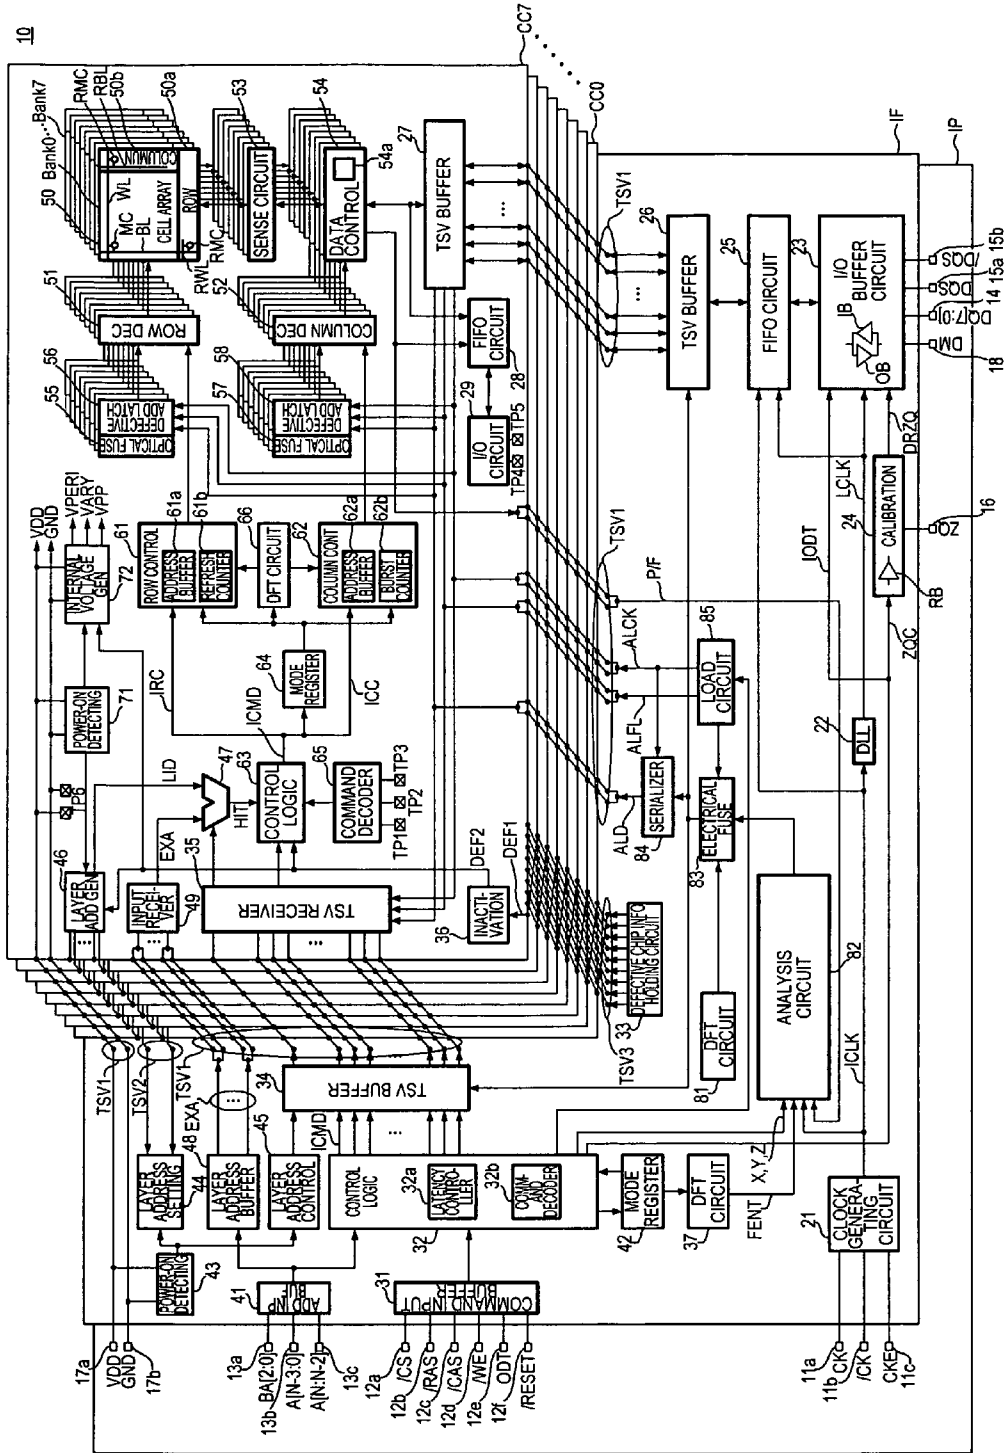 10
CC7
CC0
IF
IP
50
Bank0...Bank7
RMC
RBL
50b
50a
WL
MC
BL
CELL ARRAY
COLUMUN
ROW
RMC
RWL
53
SENSE CIRCUIT
54
DATA CONTROL
54a
27
TSV BUFFER
51
ROW DEC
52
COLUMN DEC
56
55
DEFECTIVE ADD LATCH
OPTICAL FUSE
58
57
DEFECTIVE ADD LATCH
OPTICAL FUSE
FIFO CIRCUIT
28
29
I/O CIRCUIT
TP4
TP5
VDD
GND
VPERI
VARY
VPP
INTERNAL VOLTAGE GEN
72
POWER-ON DETECTING
71
61
ROW CONTROL
ADDRESS BUFFER
61a
REFRESH COUNTER
61b
66
DFT CIRCUIT
62
COLUMN CONT
ADDRESS BUFFER
62a
BURST COUNTER
62b
IRC
ICMD
64
MODE REGISTER
ICC
TP6
LID
47
HIT
63
CONTROL LOGIC
65
COMMAND DECODER
TP1
TP2
TP3
46
LAYER ADD GEN
EXA
INPUT RECEI-VER
49
35
TSV RECEIVER
DEF2
INACTI-VATION
36
DEF1
TSV1
TSV2
TSV1
TSV3
DEFECTIVE CHIP INFO HOLDING CIRCUIT
33
TSV1
TSV1
26
TSV BUFFER
25
FIFO CIRCUIT
23
I/O BUFFER CIRCUIT
IB
OB
/DQS
15b
DQS
15a
DQ[7:0]
14
DM
18
P/F
ALCK
ALFL
ALD
85
LOAD CIRCUIT
SERIALIZER
84
83
ELECTRICAL FUSE
81
DFT CIRCUIT
ANALYSIS CIRCUIT
82
22
DLL
IODT
LCLK
24
CALIBRATION
RB
DRZQ
ZQC
ZQ
16
ICLK
X,Y,Z
FENT
34
TSV BUFFER
EXA
ICMD
LAYER ADDRESS SETTING
44
48
LAYER ADDRESS BUFFER
45
LAYER ADDRESS CONTROL
CONTROL LOGIC
32a
LATENCY CONTRO-LLER
32b
COMM-AND DECODER
32
MODE REGISTER
42
DFT CIRCUIT
37
21
CLOCK GENERA-TING CIRCUIT
POWER-ON DETECTING
43
41
ADD INP BUF
31
COMMAND INPUT BUFFER
17a
VDD
GND
17b
13a
BA[2:0]
13b
A[N-3:0]
A[N:N-2]
13c
12a
/CS
12b
/RAS
12c
/CAS
12d
/WE
12e
ODT
12f
/RESET
11a
CK
11b
/CK
CKE
11c